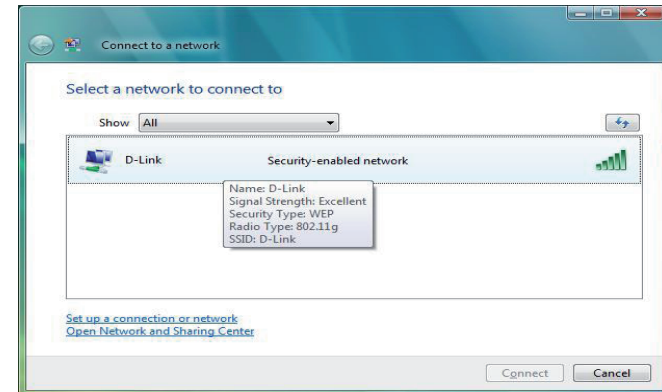 Connect to a network
Select a network to connect to
Show All
D-Link Security-enabled network
Name: D-Link
Signal Strength: Excellent
Security Type: WEP
Radio Type: 802.11g
SSID: D-Link
Set up a connection or network
Open Network and Sharing Center
Connect Cancel